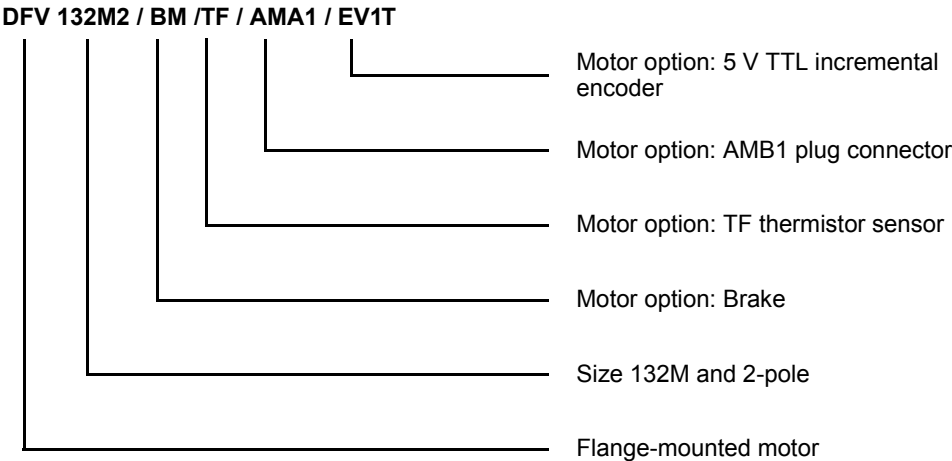 DFV 132M2 / BM /TF / AMA1 / EV1T
Motor option: 5 V TTL incremental
encoder
Motor option: AMB1 plug connector
Motor option: TF thermistor sensor
Motor option: Brake
Size 132M and 2-pole
Flange-mounted motor